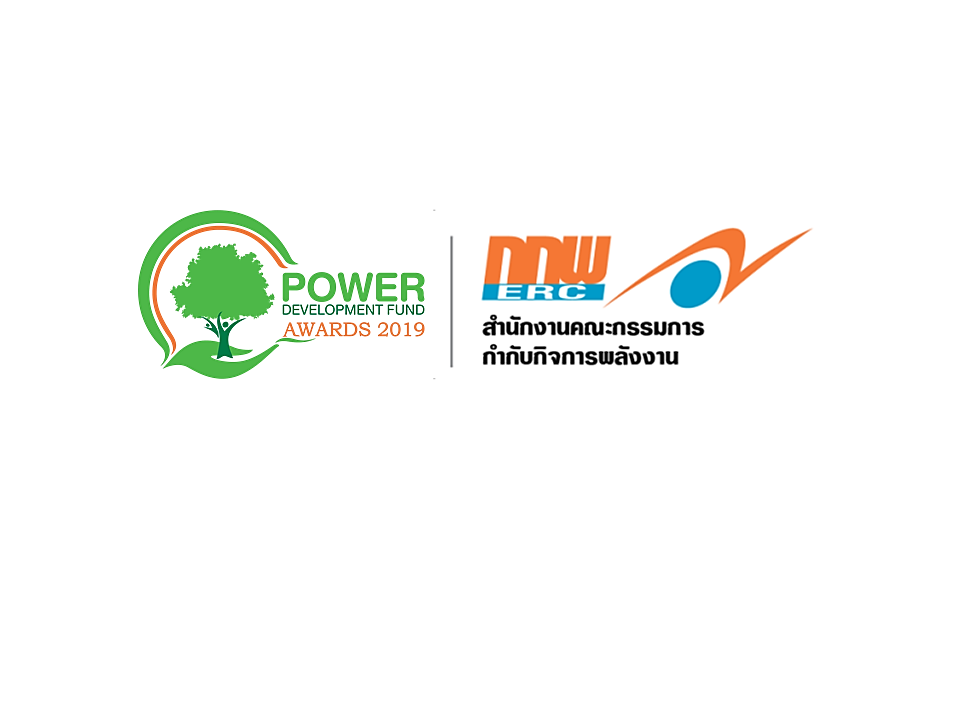 POWER
DEVELOPMENT FUND
AWARDS 2019
กกพ
ERC
สำนักงานคณะกรรมการ
กำกับกิจการพลังงาน